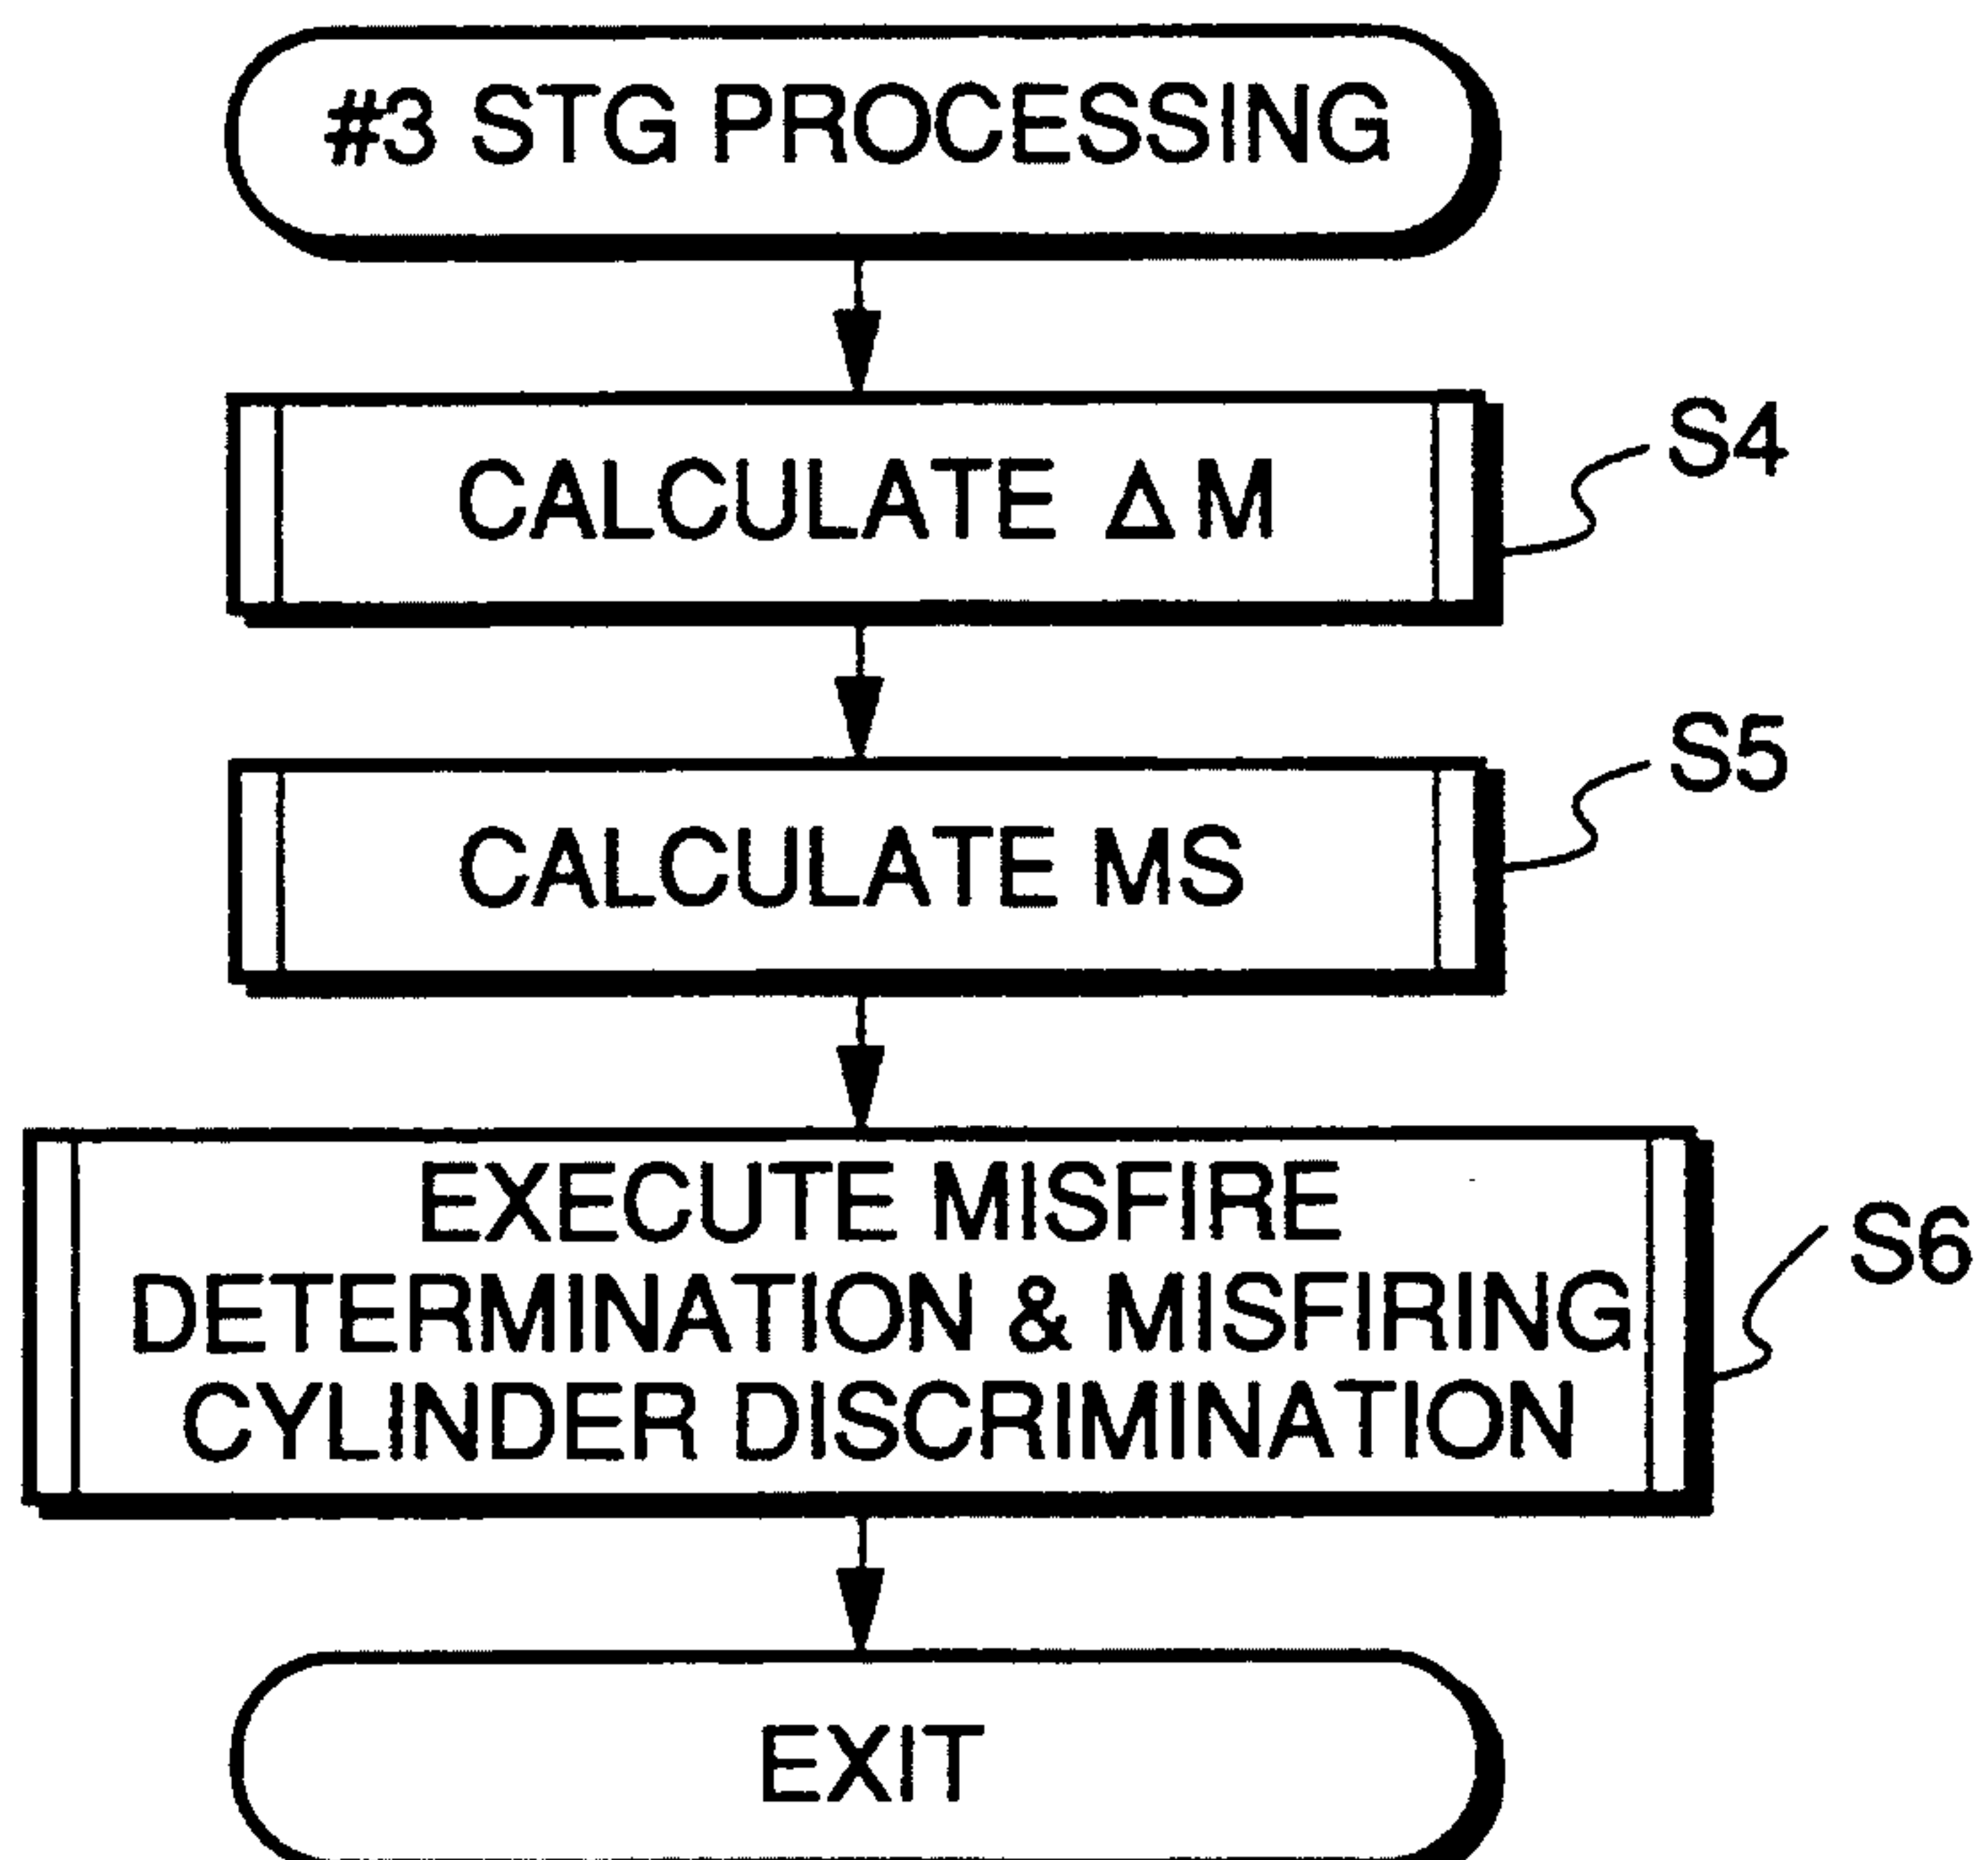 #3 STG PROCESSING
CALCULATE ΔM
S4
CALCULATE MS
S5
EXECUTE MISFIRE
DETERMINATION & MISFIRING
CYLINDER DISCRIMINATION
S6
EXIT